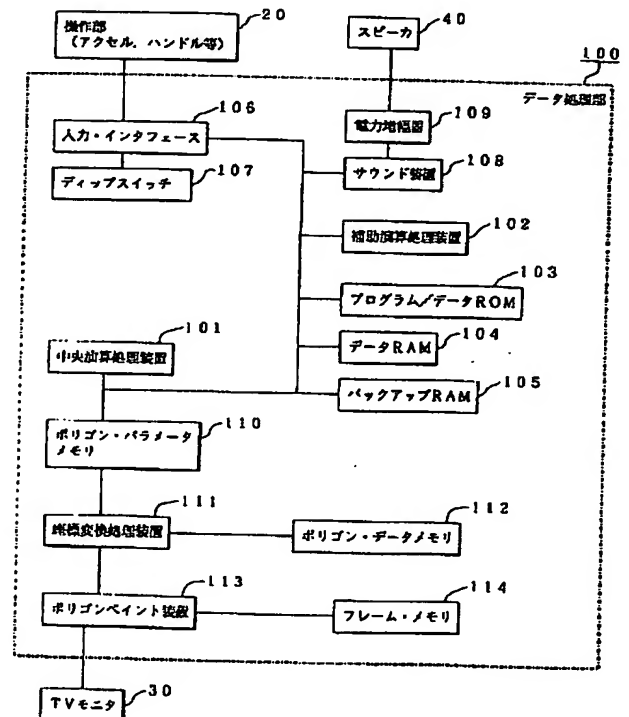 20
操作部
(アクセル、ハンドル等)
40
スピーカ
100
データ処理部
106
入力・インタフェース
109
電力増幅器
107
ディップスイッチ
108
サウンド装置
102
補助演算処理装置
103
プログラム/データROM
101
中央演算処理装置
104
データRAM
105
バックアップRAM
110
ポリゴン・パラメータ
メモリ
111
座標変換処理装置
112
ポリゴン・データメモリ
113
ポリゴンペイント装置
114
フレーム・メモリ
30
TVモニタ